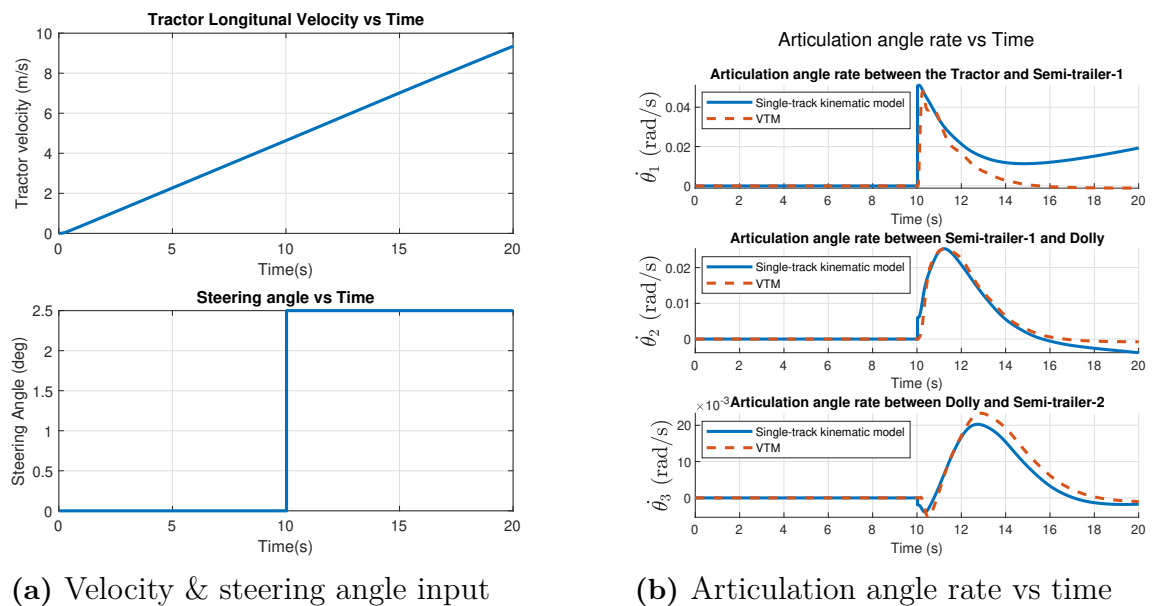 Tractor Longitunal Velocity vs Time
10
8
6
4
2
0
Tractor velocity (m/s)
0 5 10 15 20
Time(s)
Steering angle vs Time
2.5
2
1.5
1
0.5
0
Steering Angle (deg)
0 5 10 15 20
Time(s)
(a) Velocity & steering angle input
Articulation angle rate vs Time
Articulation angle rate between the Tractor and Semi-trailer-1
Single-track kinematic model
VTM
0.04
0.02
0
θ̇₁ (rad/s)
0 2 4 6 8 10 12 14 16 18 20
Time (s)
Articulation angle rate between Semi-trailer-1 and Dolly
Single-track kinematic model
VTM
0.02
0.01
0
θ̇₂ (rad/s)
0 2 4 6 8 10 12 14 16 18 20
Time (s)
×10⁻³ Articulation angle rate between Dolly and Semi-trailer-2
Single-track kinematic model
VTM
20
10
0
θ̇₃ (rad/s)
0 2 4 6 8 10 12 14 16 18 20
Time (s)
(b) Articulation angle rate vs time